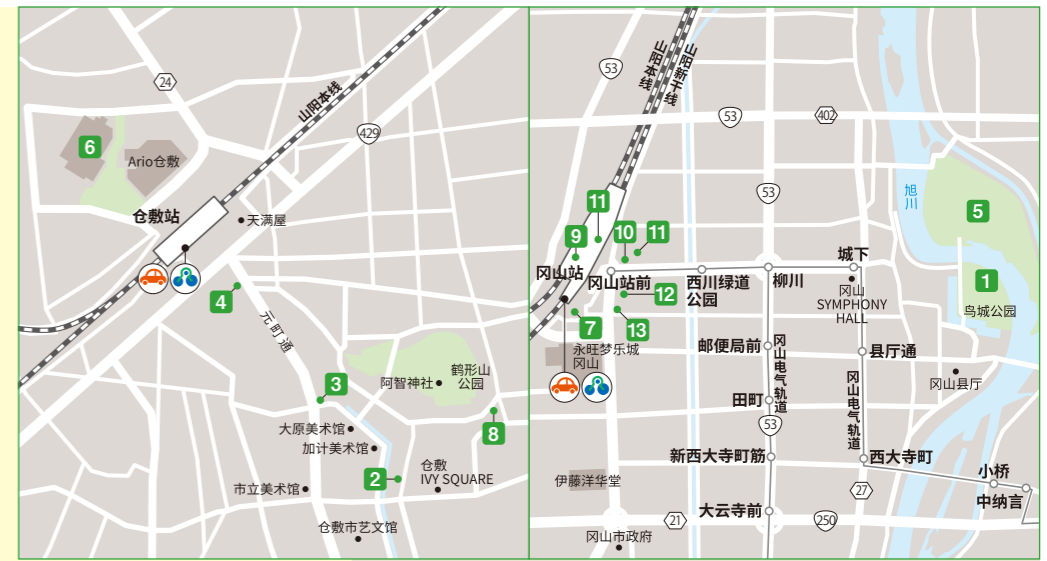 24
山阳本线
429
6
Ario仓敷
仓敷站
天满屋
4
元町通
3
阿智神社
鹤形山
公园
8
大原美术馆
加计美术馆
2
仓敷
IVY SQUARE
市立美术馆
仓敷市艺文馆
53
山阳本线
山阳新干线
53
402
53
旭川
5
11
9
10
11
冈山站
冈山站前
西川绿道
公园
柳川
城下
冈山
SYMPHONY
HALL
1
鸟城公园
12
7
13
永旺梦乐城
冈山
邮便局前
冈山电气轨道
县厅通
冈山县厅
田町
冈山电气轨道
53
新西大寺町筋
西大寺町
小桥
中纳言
伊藤洋华堂
27
大云寺前
21
250
冈山市政府